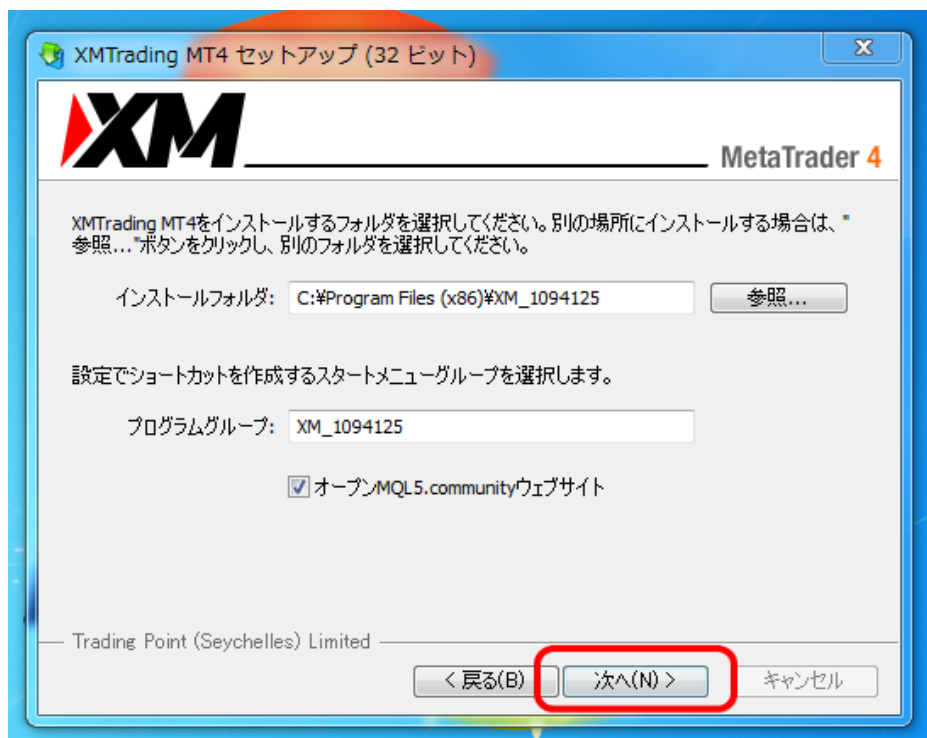 XMTrading MT4 セットアップ (32 ビット)
XM
MetaTrader 4
XMTrading MT4をインストールするフォルダを選択してください。別の場所にインストールする場合は、"
参照..."ボタンをクリックし、別のフォルダを選択してください。
インストールフォルダ: C:¥Program Files (x86)¥XM_1094125 参照...
設定でショートカットを作成するスタートメニューグループを選択します。
プログラムグループ: XM_1094125
オープンMQL5.communityウェブサイト
Trading Point (Seychelles) Limited
< 戻る(B) 次へ(N) > キャンセル